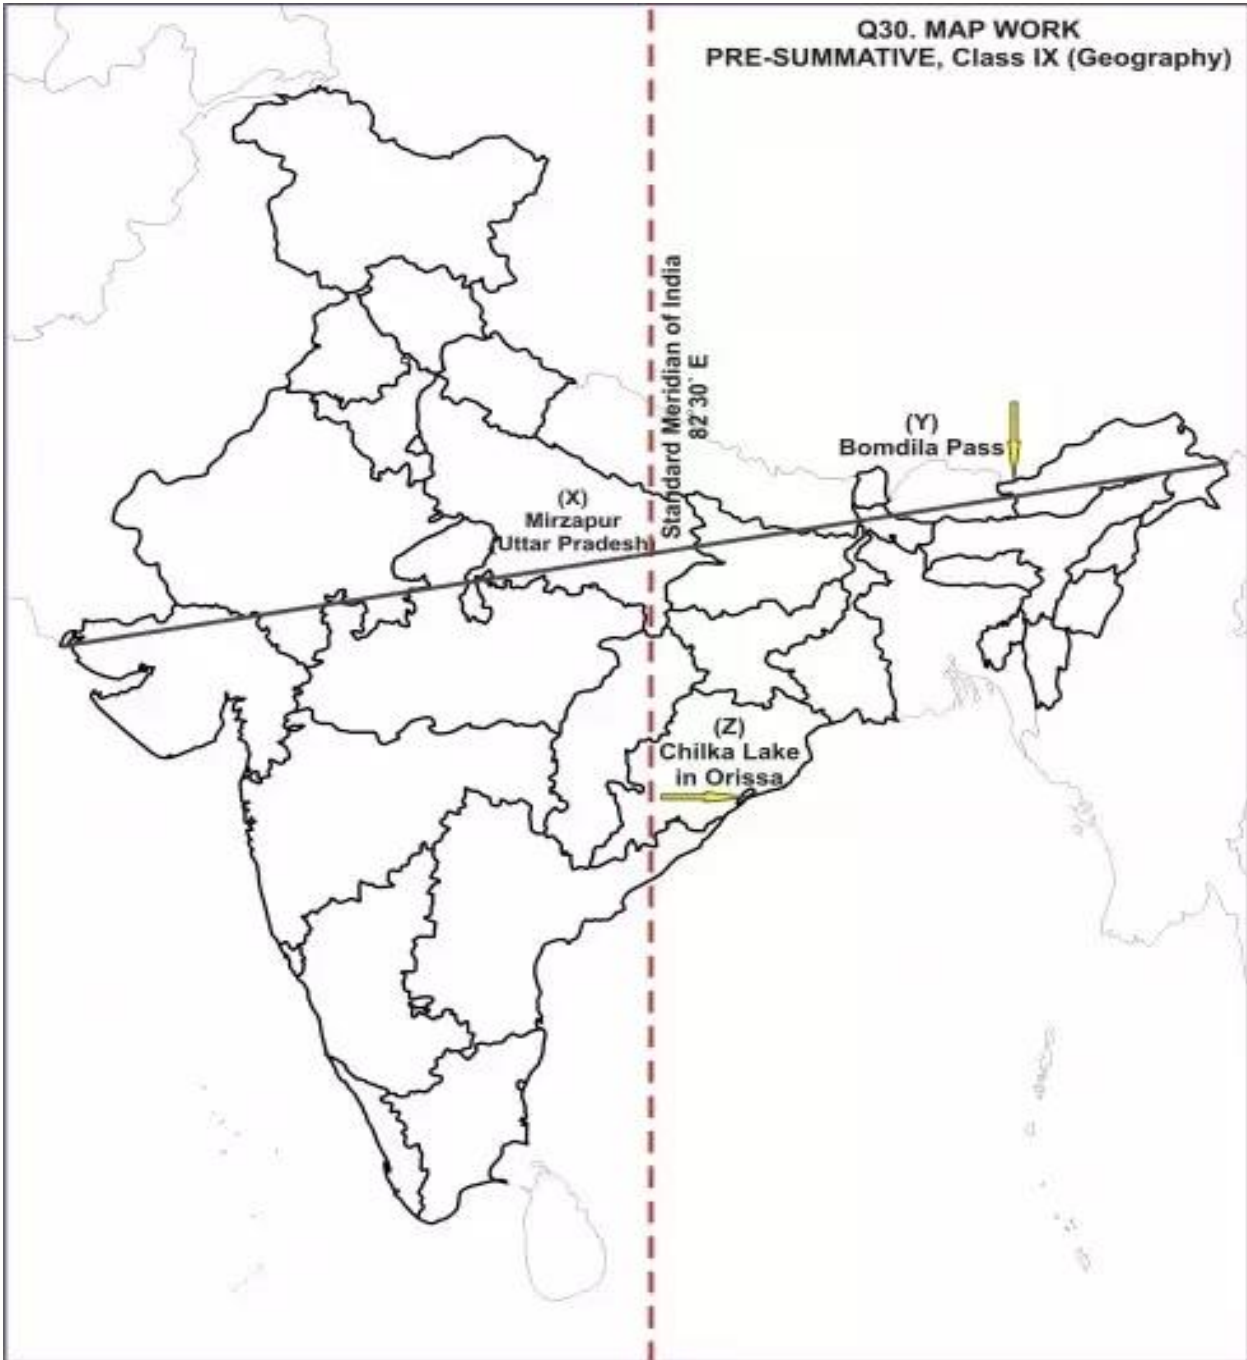 Q30. MAP WORK
PRE-SUMMATIVE, Class IX (Geography)
Standard Meridian of India
82°30` E
(Y)
Bomdila Pass
(X)
Mirzapur
Uttar Pradesh
(Z)
Chilka Lake
in Orissa